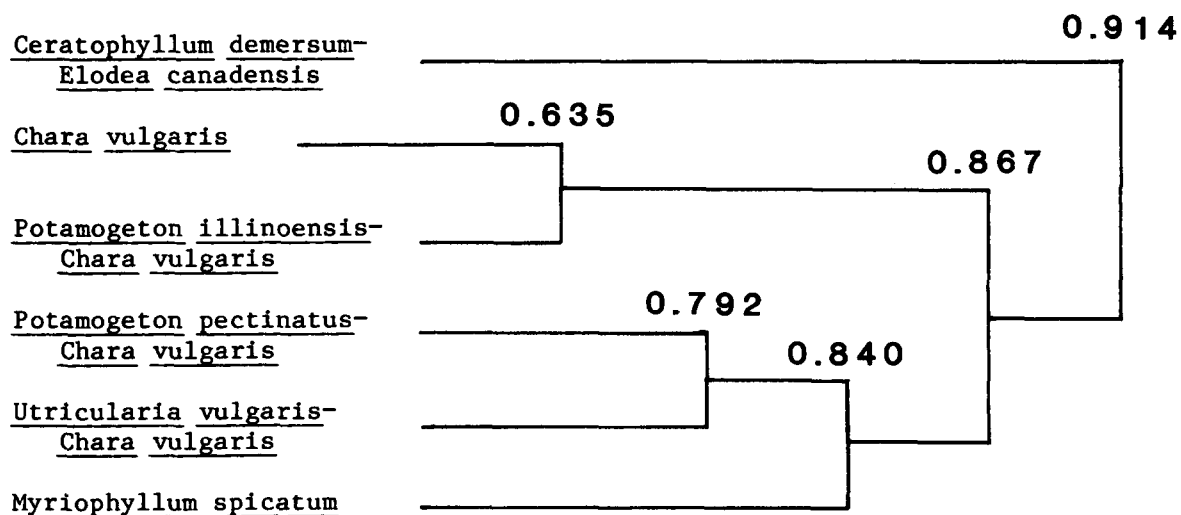 0.914
Ceratophyllum demersum-
Elodea canadensis
0.635
Chara vulgaris
0.867
Potamogeton illinoensis-
Chara vulgaris
0.792
Potamogeton pectinatus-
Chara vulgaris
0.840
Utricularia vulgaris-
Chara vulgaris
Myriophyllum spicatum